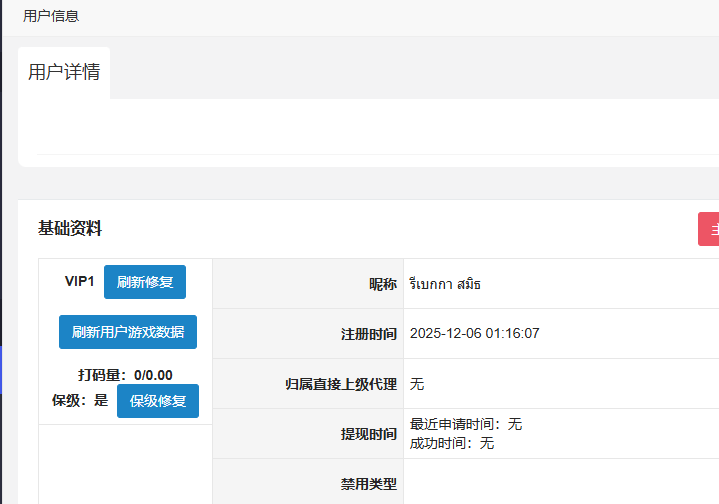 用户信息
用户详情
基础资料
VIP1 刷新修复
刷新用户游戏数据
打码量：0/0.00
保级：是 保级修复
昵称 รีเบกกา สมิธ
注册时间 2025-12-06 01:16:07
归属直接上级代理 无
提现时间 最近申请时间：无
成功时间：无
禁用类型